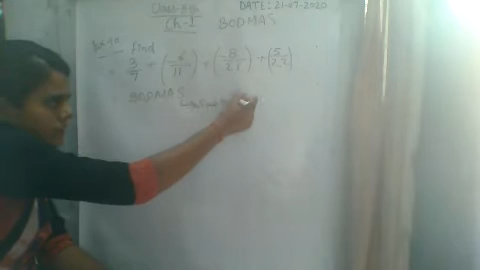 Class-8th DATE: 21-07-2020
Ch-1 BODMAS
Find
= 3/7 + (-6/11) + (-8/21) + (5/22)
BODMAS